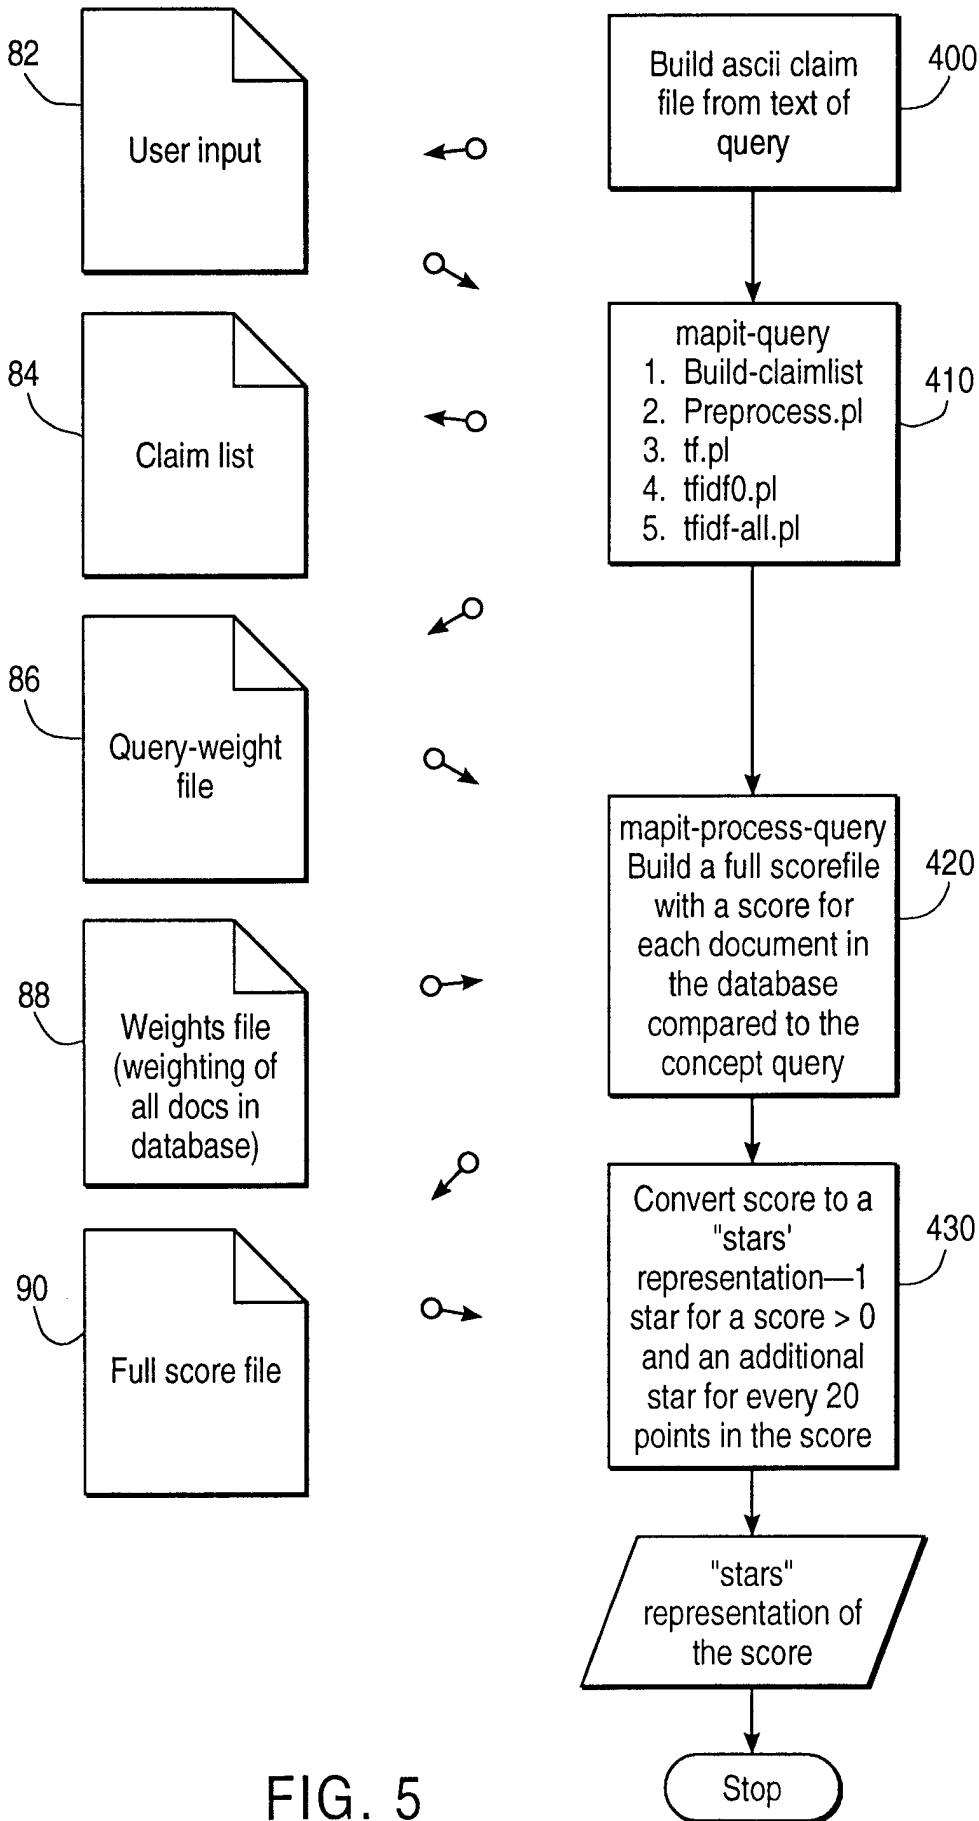 82
User input
84
Claim list
86
Query-weight
file
88
Weights file
(weighting of
all docs in
database)
90
Full score file
400
Build ascii claim
file from text of
query
410
mapit-query
1. Build-claimlist
2. Preprocess.pl
3. tf.pl
4. tfidf0.pl
5. tfidf-all.pl
420
mapit-process-query
Build a full scorefile
with a score for
each document in
the database
compared to the
concept query
430
Convert score to a
"stars'
representation—1
star for a score > 0
and an additional
star for every 20
points in the score
"stars"
representation of
the score
Stop
FIG. 5